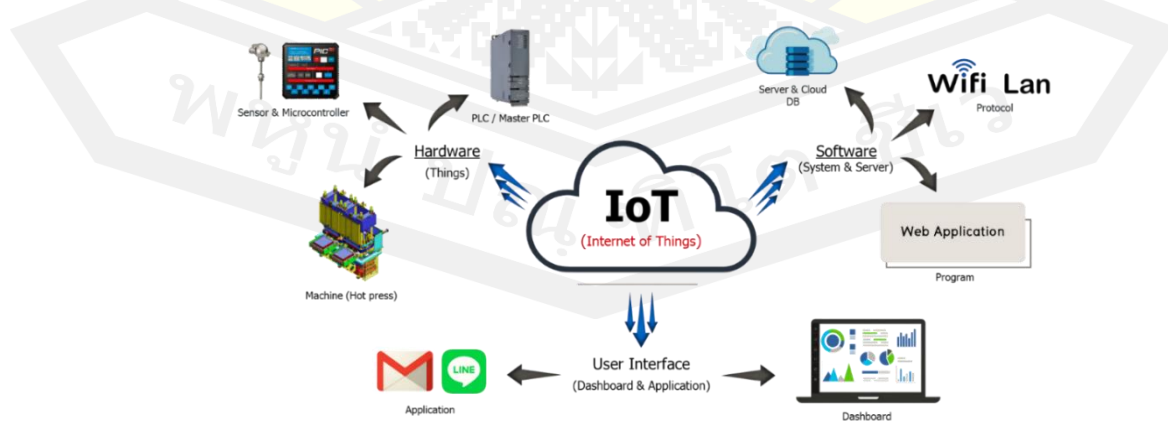 Sensor & Microcontroller
PLC / Master PLC
Server & Cloud
DB
Wifi Lan
Protocol
Hardware
(Things)
Software
(System & Server)
IoT
(Internet of Things)
Web Application
Program
Machine (Hot press)
User Interface
(Dashboard & Application)
LINE
Application
Dashboard